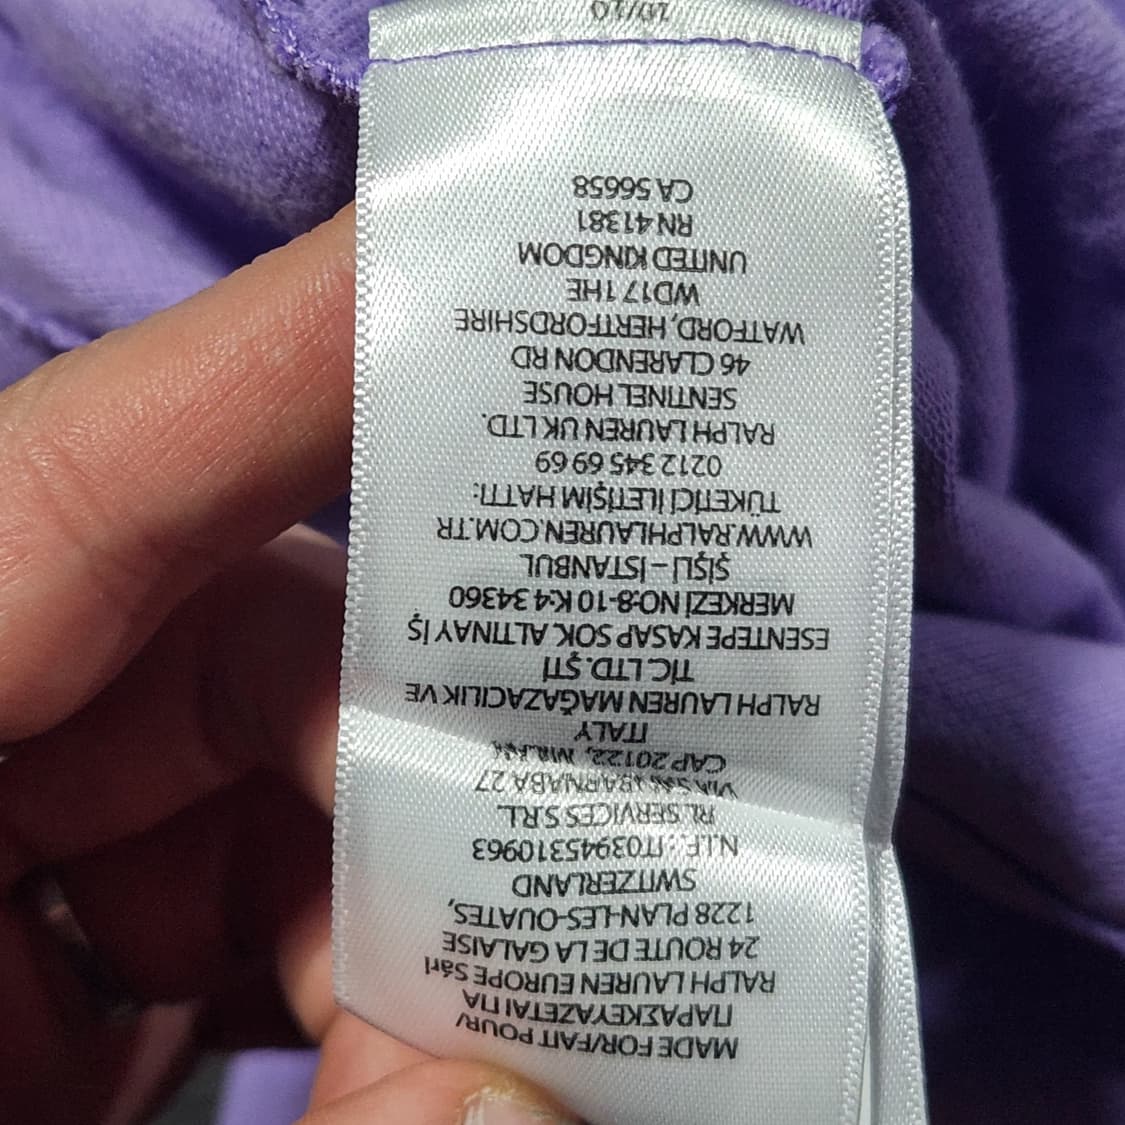 MADE FOR/FAIT POUR/
ΠΑΡΑΣΚΕΥΑΖΕΤΑΙ ΓΙΑ
RALPH LAUREN EUROPE Sárl
24 ROUTE DE LA GALAISE
1228 PLAN-LES-OUATES,
SWITZERLAND
N.I.F.: IT03945310963
RL SERVICES S.R.L
VIA SAN BARNABA 27
CAP 20122, MILAN
ITALY
RALPH LAUREN MAĞAZACILIK VE
TİC LTD. ŞTİ
ESENTEPE KASAP SOK. ALTINAY İŞ
MERKEZİ NO:8-10 K:4 34360
ŞİŞLİ - İSTANBUL
WWW.RALPHLAUREN.COM.TR
TÜKETİCİ İLETİŞİM HATTI:
0212 345 69 69
RALPH LAUREN UK LTD.
SENTINEL HOUSE
46 CLARENDON RD
WATFORD, HERTFORDSHIRE
WD17 1HE
UNITED KINGDOM
RN 41381
CA 56658
10/10